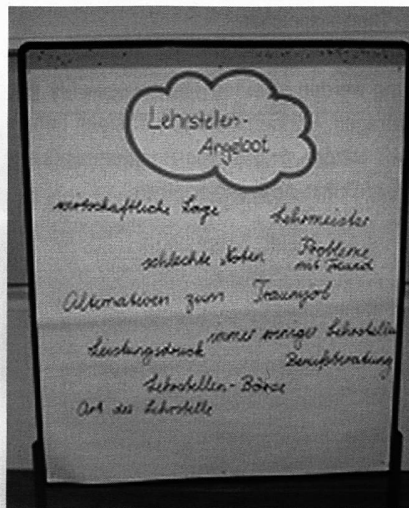 Lehrstellen-
Angebot
wirtschaftliche Lage
Lehrmeister
schlechte Noten
Probleme
mit Freund
Alternativen zum Traumjob
immer weniger Lehrstellen
Leistungsdruck
Berufsberatung
Lehrstellen-Börse
Art der Lehrstelle